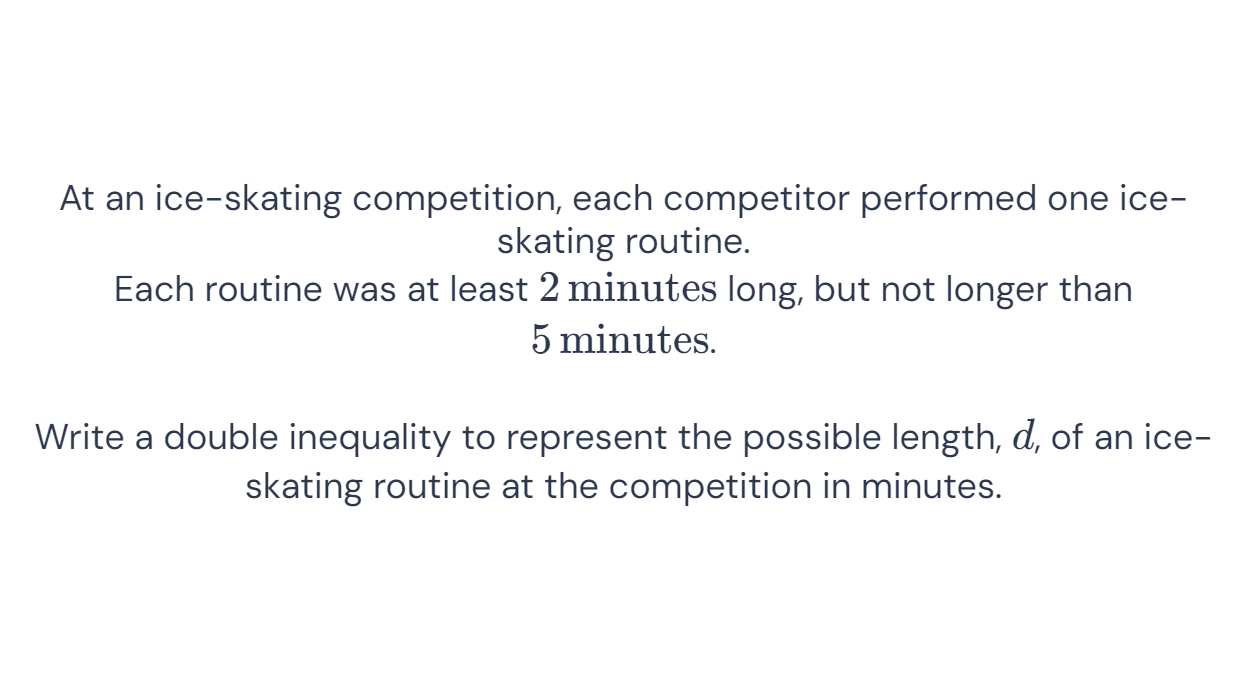 At an ice-skating competition, each competitor performed one ice-
skating routine.
Each routine was at least 2 minutes long, but not longer than
5 minutes.
Write a double inequality to represent the possible length, d, of an ice-
skating routine at the competition in minutes.